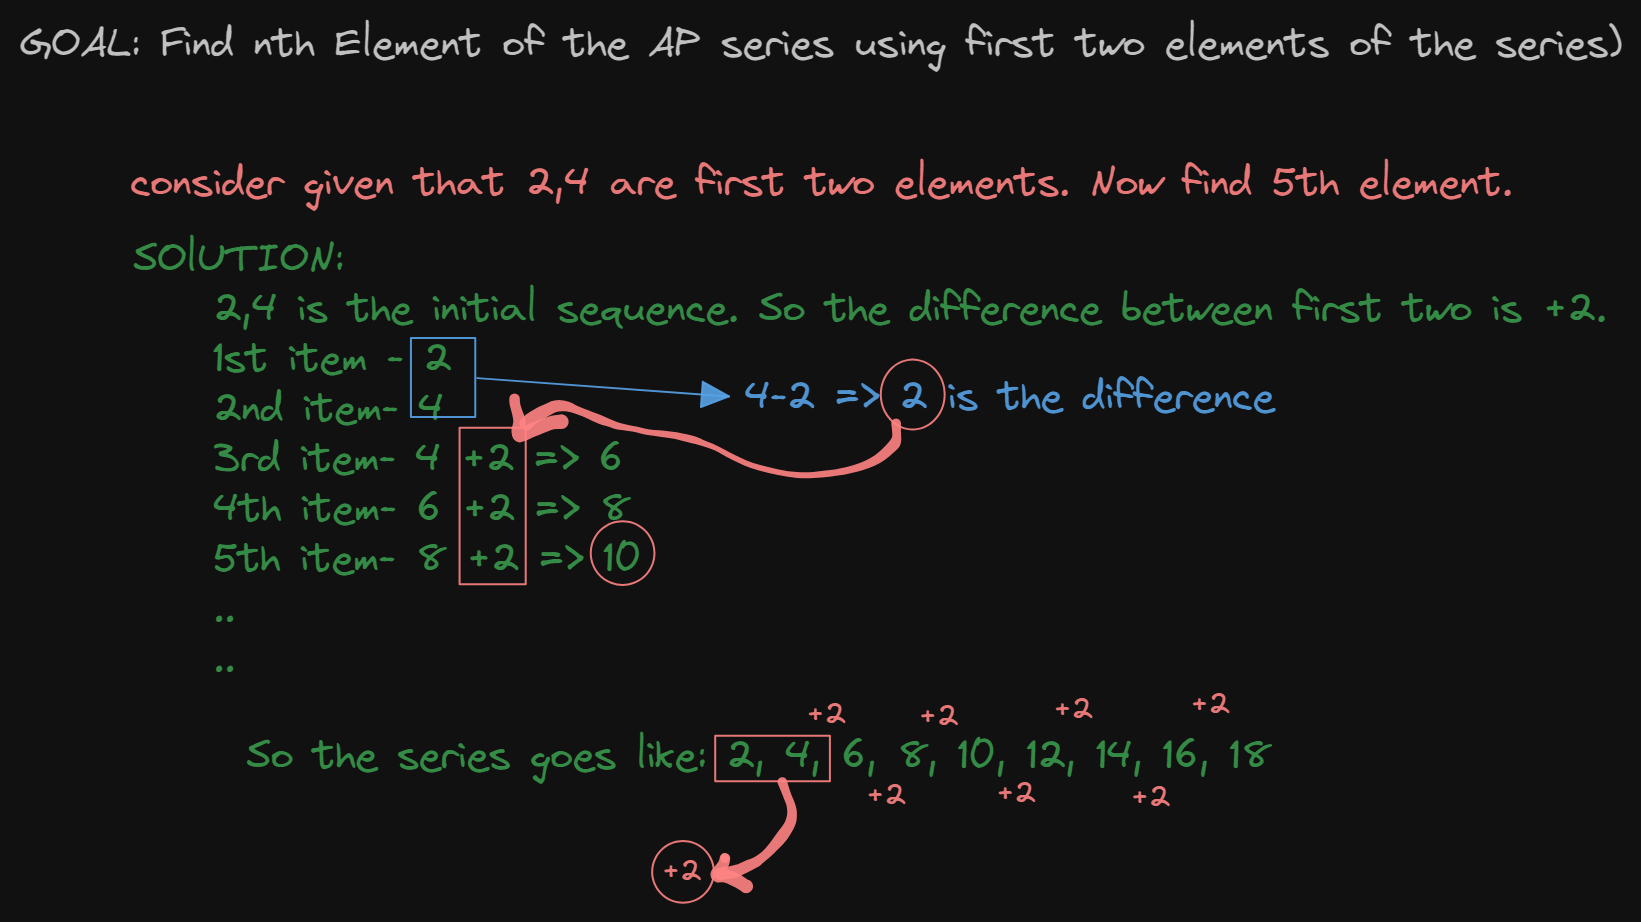 GOAL: Find nth Element of the AP series using first two elements of the series)
consider given that 2,4 are first two elements. Now find 5th element.
SOlUTION:
2,4 is the initial sequence. So the difference between first two is +2.
1st item - 2
2nd item- 4
4-2 => 2 is the difference
3rd item- 4 +2 => 6
4th item- 6 +2 => 8
5th item- 8 +2 => 10
..
..
+2 +2 +2 +2
So the series goes like: 2, 4, 6, 8, 10, 12, 14, 16, 18
+2 +2 +2
+2